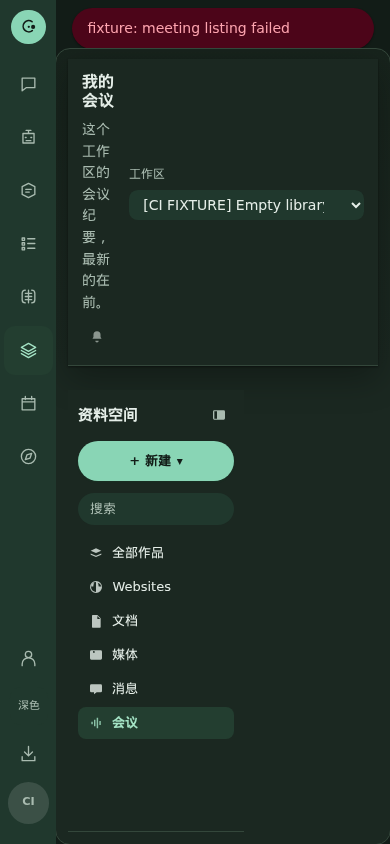 fixture: meeting listing failed
我的
会议
这个
工作
区的
会议
纪
要，
最新
的在
前。
工作区
[CI FIXTURE] Empty library
资料空间
+ 新建 ▾
搜索
全部作品
Websites
文档
媒体
消息
会议
深色
CI